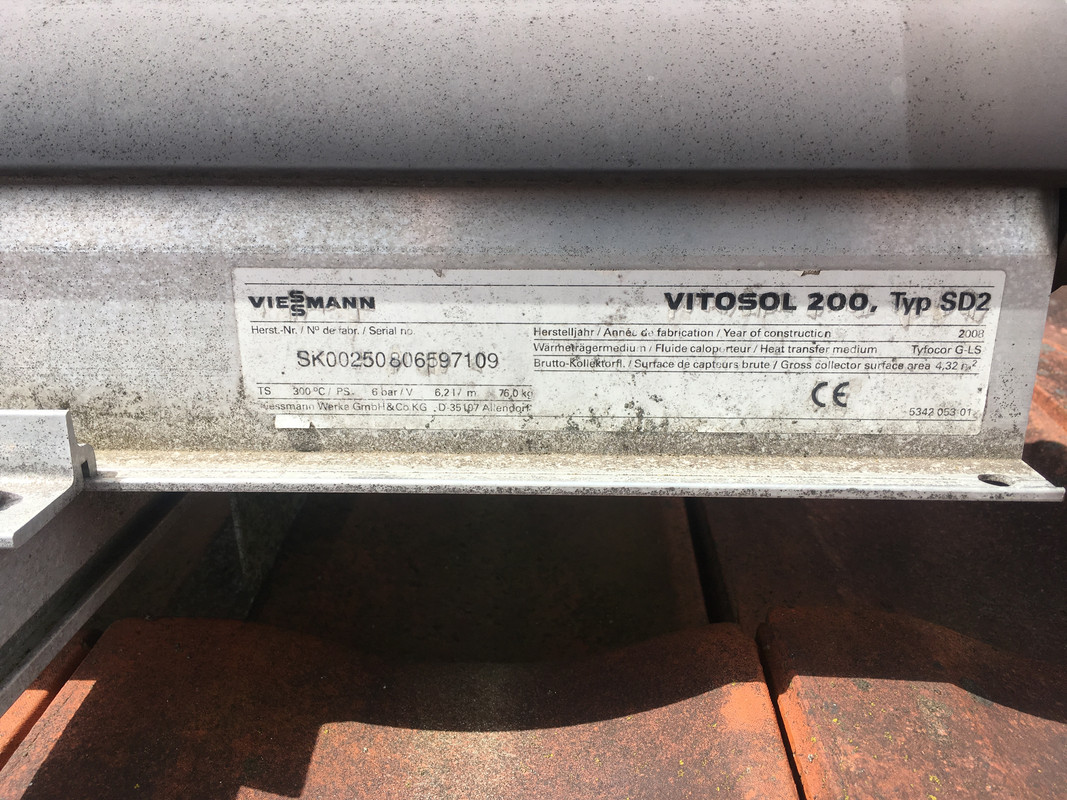 VIESSMANN
VITOSOL 200, Typ SD2
Herst.-Nr. / Nº de fabr. / Serial no.
SK00250806597109
Herstelljahr / Année de fabrication / Year of construction 2008
Wärmeträgermedium / Fluide caloporteur / Heat transfer medium Tyfocor G-LS
Brutto-Kollektorfl. / Surface de capteurs brute / Gross collector surface area 4,32 m²
TS 300 ºC / PS 6 bar / V 6,2 l / m 76,0 kg
Viessmann Werke GmbH & Co KG, D-35107 Allendorf
CE
5342 053 01